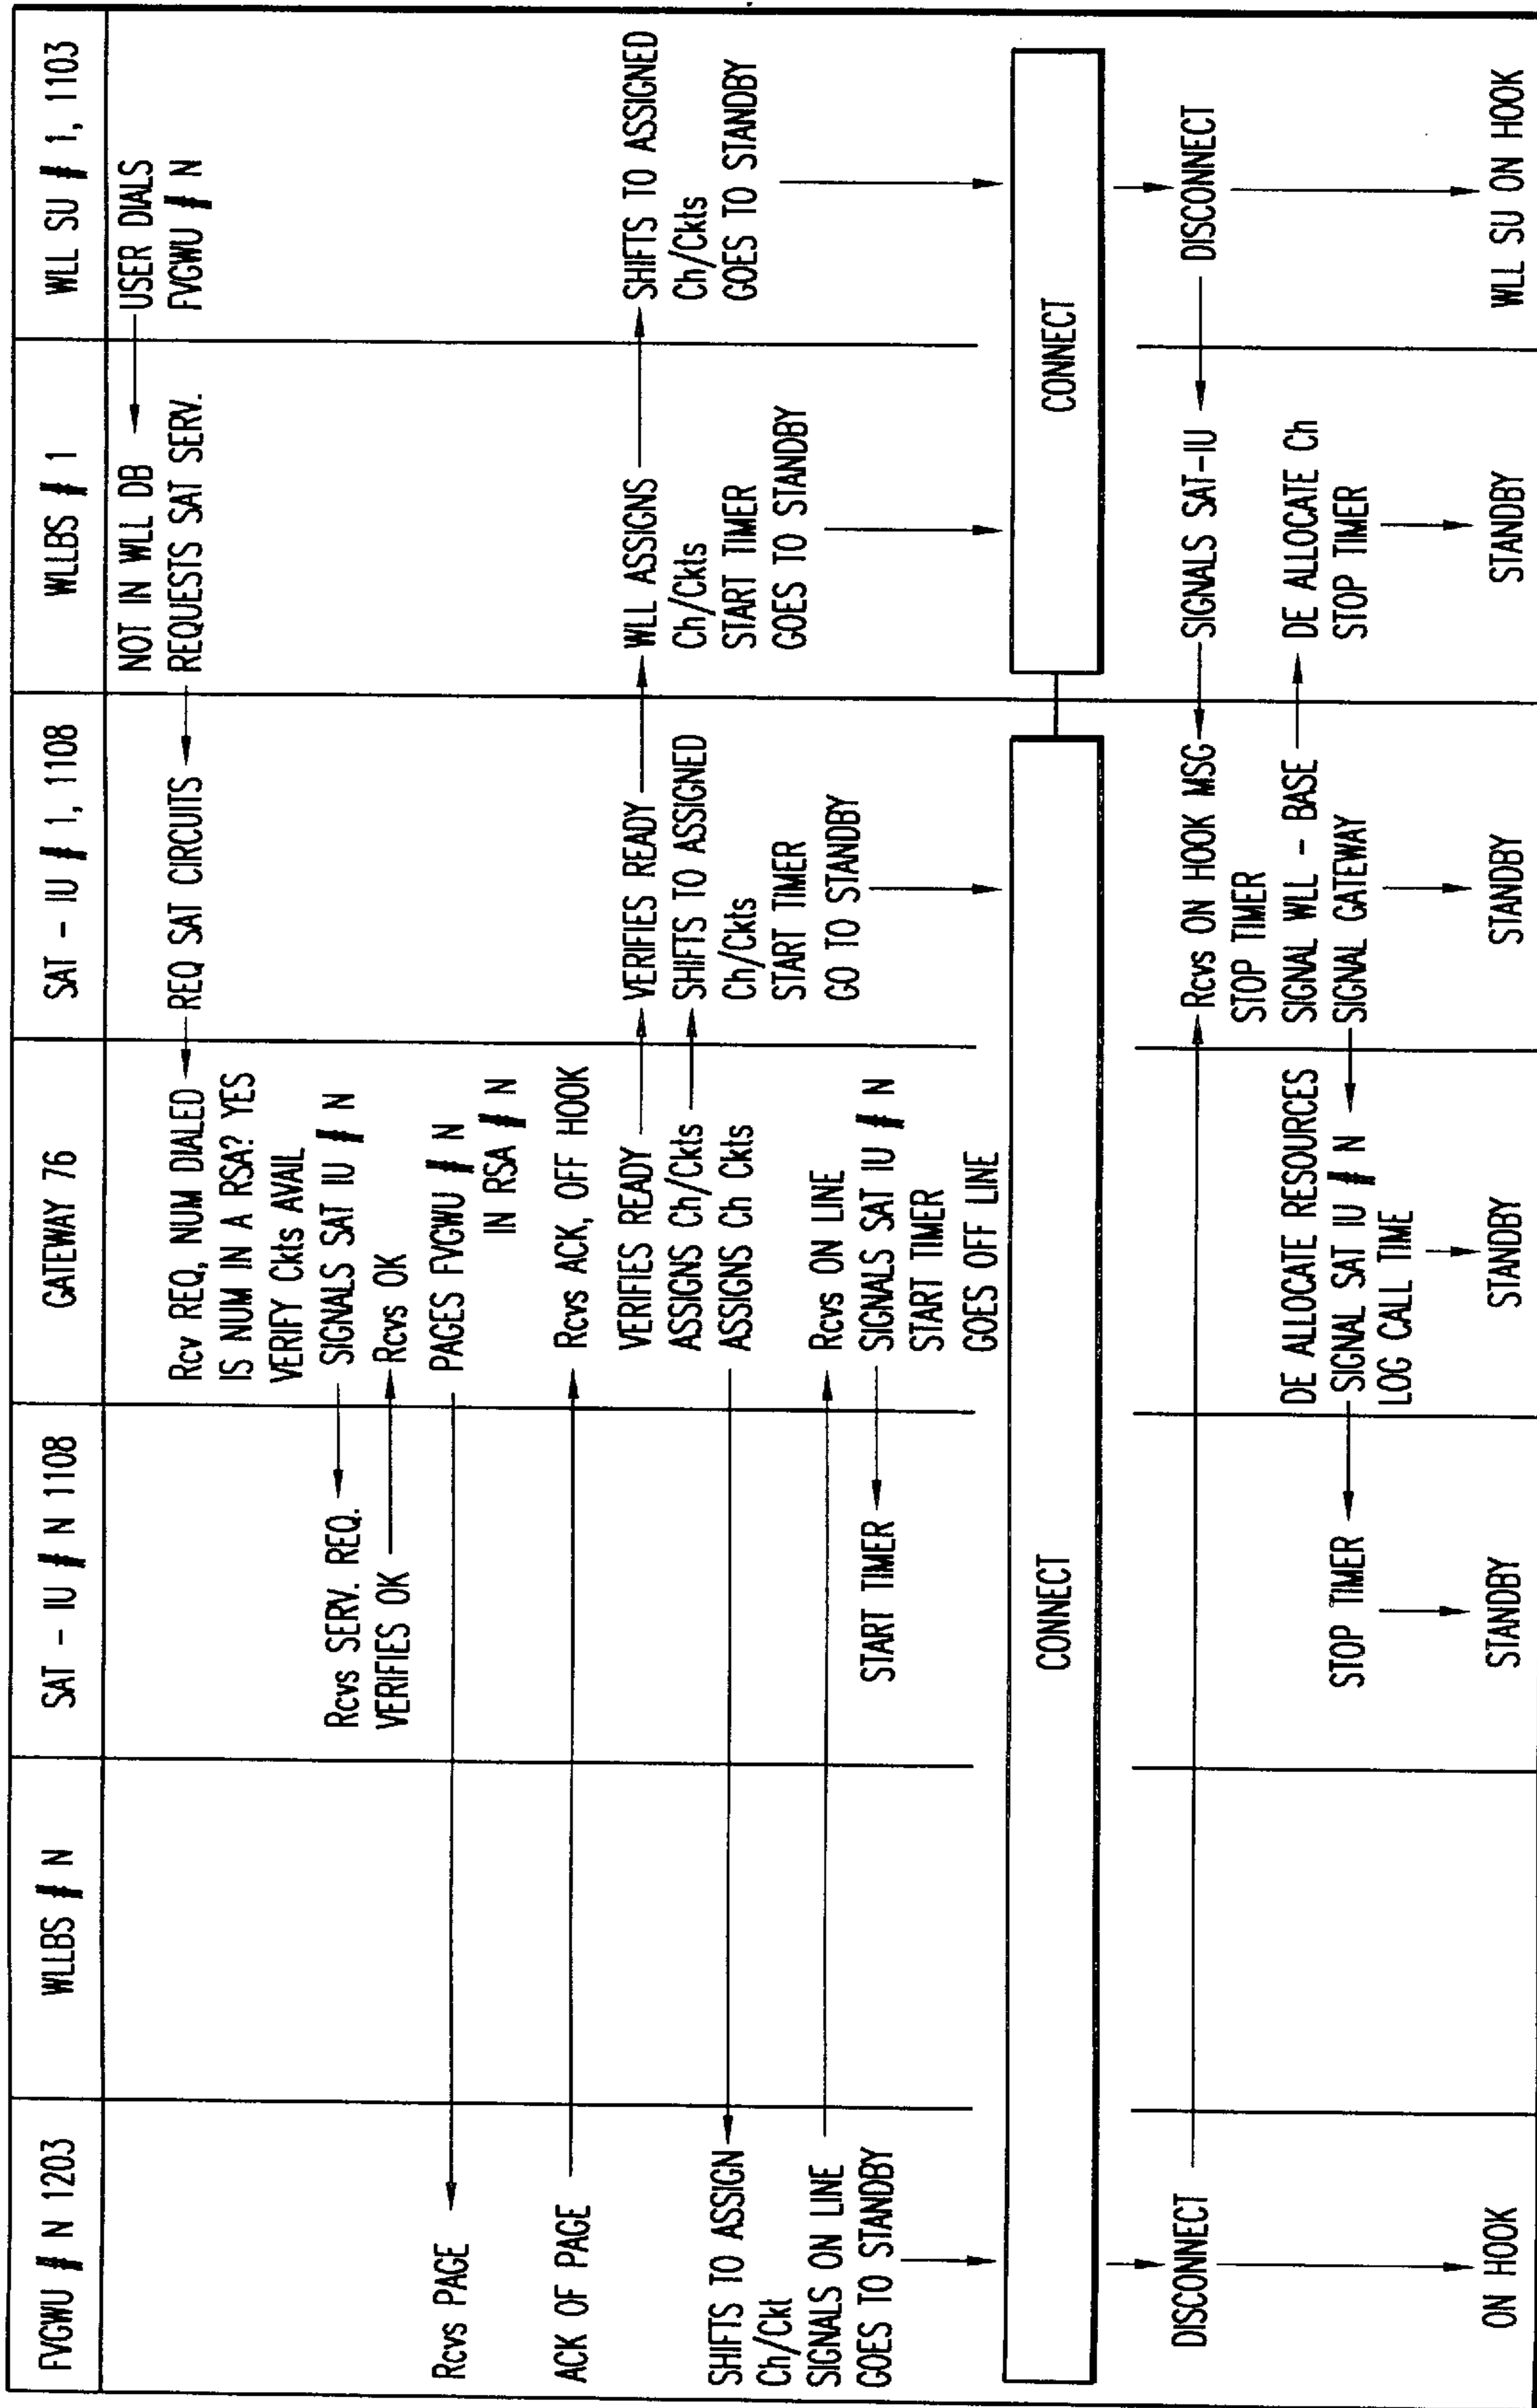 FVGWU # N 1203
WLLBS # N
SAT - IU # N 1108
GATEWAY 76
SAT - IU # 1, 1108
WLLBS # 1
WLL SU # 1, 1103
USER DIALS
FVGWU # N
NOT IN WLL DB
REQUESTS SAT SERV.
REQ SAT CIRCUITS
Rcv REQ, NUM DIALED
IS NUM IN A RSA? YES
VERIFY Ckts AVAIL
SIGNALS SAT IU # N
Rcvs SERV. REQ.
VERIFIES OK
Rcvs OK
PAGES FVGWU # N
IN RSA # N
Rcvs PAGE
ACK OF PAGE
Rcvs ACK, OFF HOOK
VERIFIES READY
ASSIGNS Ch/Ckts
ASSIGNS Ch Ckts
VERIFIES READY
SHIFTS TO ASSIGNED
Ch/Ckts
START TIMER
GO TO STANDBY
WLL ASSIGNS
Ch/Ckts
START TIMER
GOES TO STANDBY
SHIFTS TO ASSIGNED
Ch/Ckts
GOES TO STANDBY
SHIFTS TO ASSIGN
Ch/Ckt
SIGNALS ON LINE
GOES TO STANDBY
Rcvs ON LINE
SIGNALS SAT IU # N
START TIMER
GOES OFF LINE
START TIMER
CONNECT
CONNECT
DISCONNECT
DISCONNECT
SIGNALS SAT-IU
Rcvs ON HOOK MSG
STOP TIMER
SIGNAL WLL - BASE
SIGNAL GATEWAY
DE ALLOCATE Ch
STOP TIMER
DE ALLOCATE RESOURCES
SIGNAL SAT IU # N
LOG CALL TIME
STOP TIMER
ON HOOK
STANDBY
STANDBY
STANDBY
STANDBY
WLL SU ON HOOK